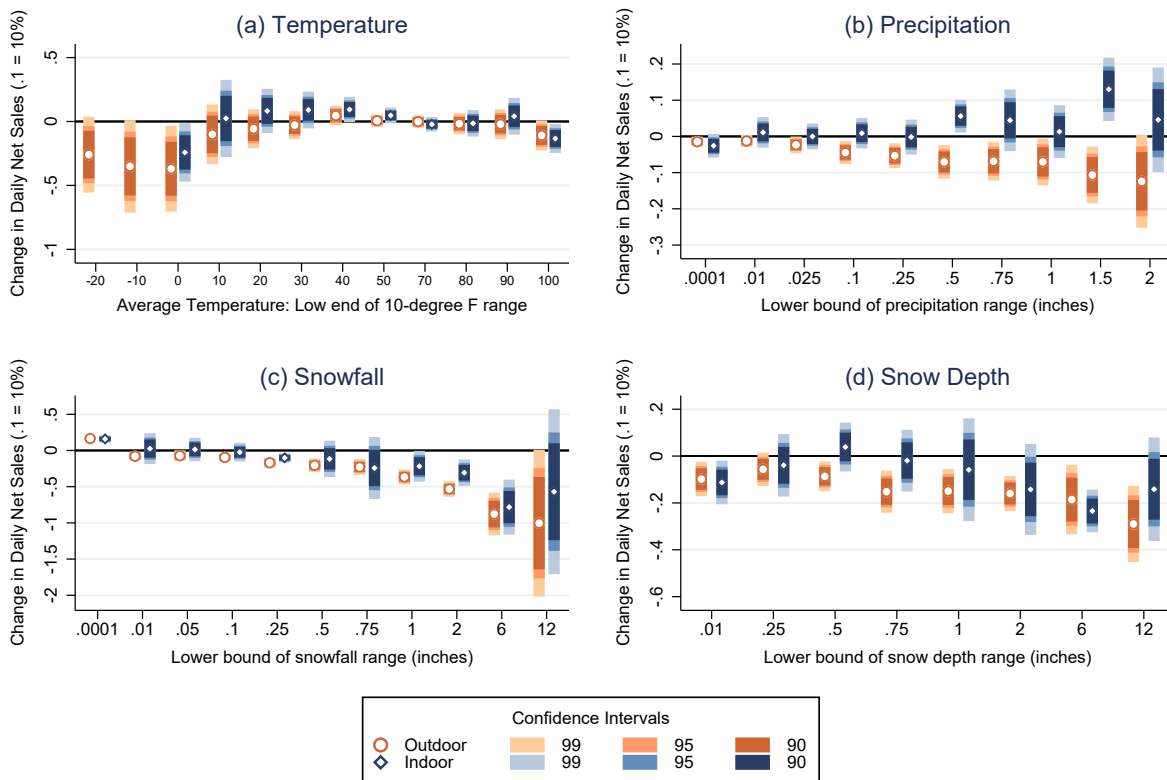 (a) Temperature
Change in Daily Net Sales (.1 = 10%)
.5
0
-.5
-1
-20 -10 0 10 20 30 40 50 70 80 90 100
Average Temperature: Low end of 10-degree F range
(b) Precipitation
Change in Daily Net Sales (.1 = 10%)
.2
.1
0
-.1
-.2
-.3
.0001 .01 .025 .1 .25 .5 .75 1 1.5 2
Lower bound of precipitation range (inches)
(c) Snowfall
Change in Daily Net Sales (.1 = 10%)
.5
0
-.5
-1
-1.5
-2
.0001 .01 .05 .1 .25 .5 .75 1 2 6 12
Lower bound of snowfall range (inches)
(d) Snow Depth
Change in Daily Net Sales (.1 = 10%)
.2
0
-.2
-.4
-.6
.01 .25 .5 .75 1 2 6 12
Lower bound of snow depth range (inches)
Confidence Intervals
Outdoor 99 95 90
Indoor 99 95 90